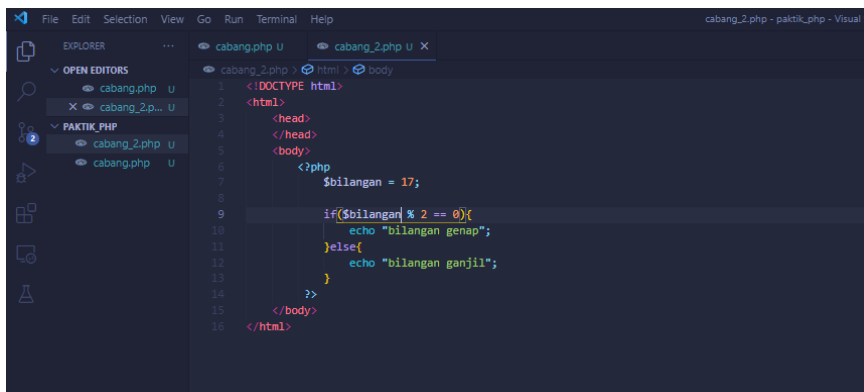 File Edit Selection View Go Run Terminal Help
cabang_2.php - paktik_php - Visual
EXPLORER ...
cabang.php U
cabang_2.php U
OPEN EDITORS
cabang.php U
cabang_2.p... U
PAKTIK_PHP
cabang_2.php U
cabang.php U
2
cabang_2.php > html > body
1 <!DOCTYPE html>
2 <html>
3 <head>
4 </head>
5 <body>
6 <?php
7 $bilangan = 17;
8
9 if($bilangan % 2 == 0){
10 echo "bilangan genap";
11 }else{
12 echo "bilangan ganjil";
13 }
14 ?>
15 </body>
16 </html>